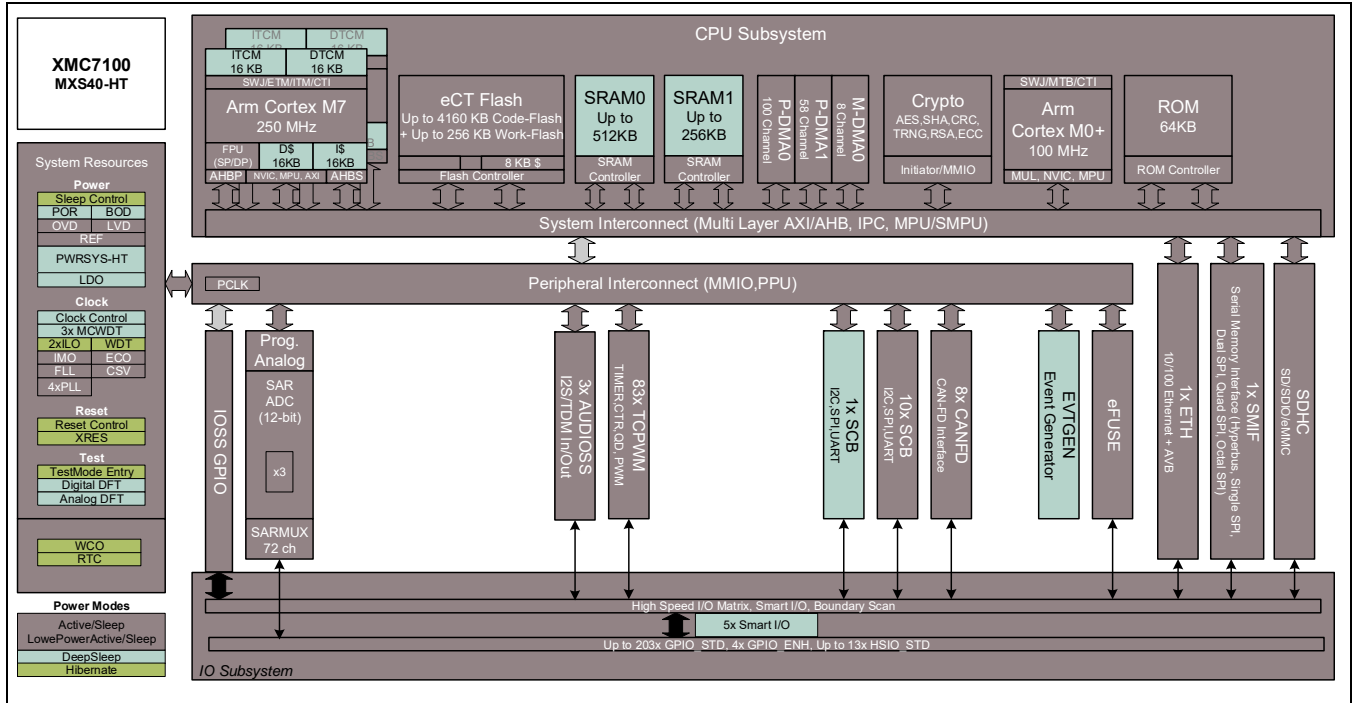 XMC7100
MXS40-HT
System Resources
Power
Sleep Control
POR BOD
OVD LVD
REF
PWRSYS-HT
LDO
Clock
Clock Control
3x MCWDT
2xILO WDT
IMO ECO
FLL CSV
4xPLL
Reset
Reset Control
XRES
Test
TestMode Entry
Digital DFT
Analog DFT
WCO
RTC
Power Modes
Active/Sleep
LowePowerActive/Sleep
DeepSleep
Hibernate
CPU Subsystem
ITCM DTCM
16 KB 16 KB
ITCM DTCM
16 KB 16 KB
SWJ/ETM/ITM/CTI
Arm Cortex M7
250 MHz
FPU
(SP/DP)
D$
16KB
I$
16KB
B
AHBP NVIC, MPU, AXI AHBS
eCT Flash
Up to 4160 KB Code-Flash
+ Up to 256 KB Work-Flash
8 KB $
Flash Controller
SRAM0
Up to
512KB
SRAM
Controller
SRAM1
Up to
256KB
SRAM
Controller
P-DMA0
100 Channel
P-DMA1
58 Channel
M-DMA0
8 Channel
Crypto
AES,SHA,CRC,
TRNG,RSA,ECC
Initiator/MMIO
SWJ/MTB/CTI
Arm
Cortex M0+
100 MHz
MUL, NVIC, MPU
ROM
64KB
ROM Controller
System Interconnect (Multi Layer AXI/AHB, IPC, MPU/SMPU)
PCLK
Peripheral Interconnect (MMIO,PPU)
IOSS GPIO
Prog.
Analog
SAR
ADC
(12-bit)
x3
SARMUX
72 ch
3x AUDIOSS
I2S/TDM In/Out
83x TCPWM
TIMER,CTR,QD, PWM
1x SCB
I2C,SPI,UART
10x SCB
I2C,SPI,UART
8x CANFD
CAN-FD Interface
EVTGEN
Event Generator
eFUSE
1x ETH
10/100 Ethernet + AVB
1x SMIF
Serial Memory Interface (Hyperbus, Single SPI,
Dual SPI, Quad SPI, Octal SPI)
SDHC
SD/SDIO/eMMC
High Speed I/O Matrix, Smart I/O, Boundary Scan
5x Smart I/O
Up to 203x GPIO_STD, 4x GPIO_ENH, Up to 13x HSIO_STD
IO Subsystem